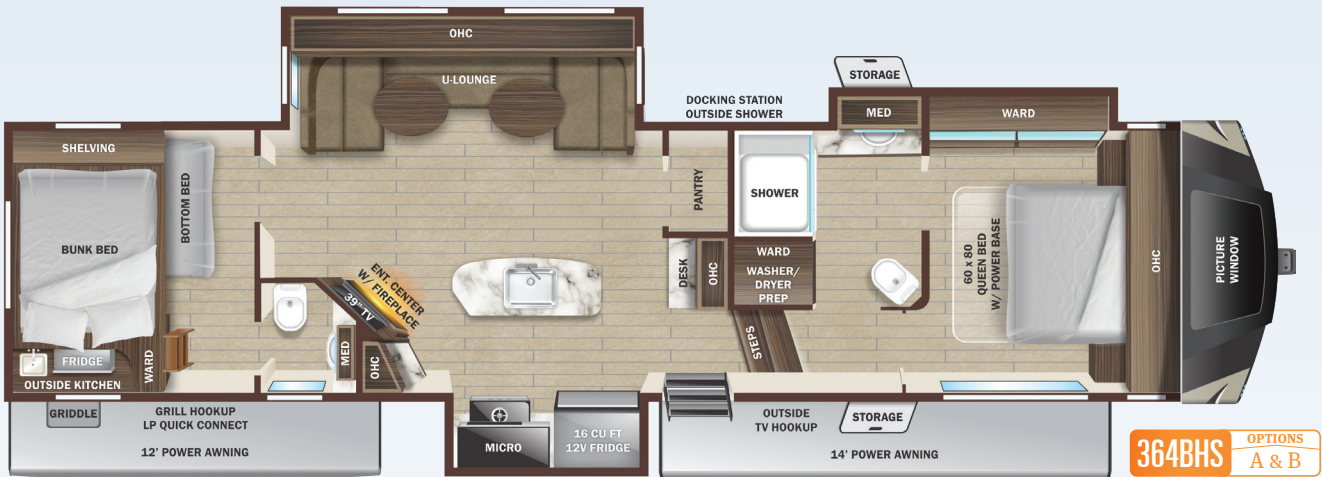 OHC
U-LOUNGE
STORAGE
DOCKING STATION
OUTSIDE SHOWER
MED
WARD
SHELVING
BUNK BED
BOTTOM BED
PANTRY
SHOWER
WARD
WASHER/
DRYER
PREP
DESK
OHC
60 x 80
QUEEN BED
W/ POWER BASE
OHC
PICTURE
WINDOW
ENT. CENTER
W/ FIREPLACE
39" TV
MED
OHC
STEPS
FRIDGE
OUTSIDE KITCHEN
WARD
GRIDDLE
GRILL HOOKUP
LP QUICK CONNECT
12' POWER AWNING
MICRO
16 CU FT
12V FRIDGE
OUTSIDE
TV HOOKUP
STORAGE
14' POWER AWNING
364BHS
OPTIONS
A & B